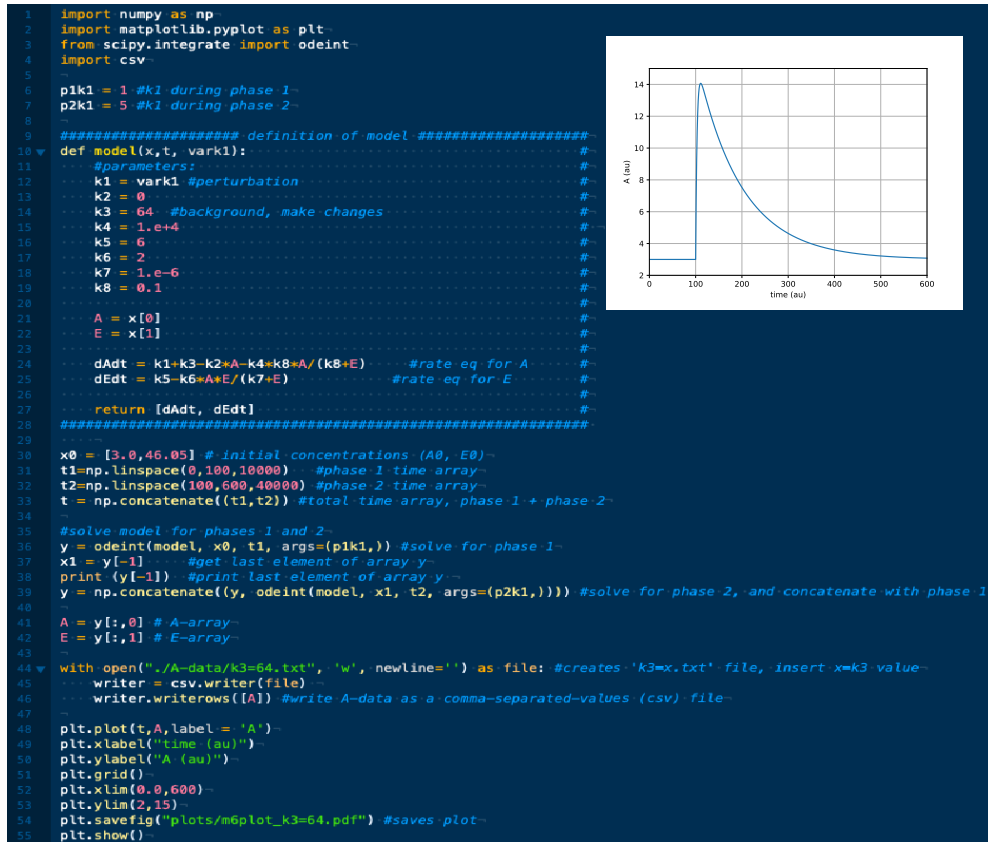 1 import numpy as np
2 import matplotlib.pyplot as plt
3 from scipy.integrate import odeint
4 import csv
5
6 p1k1 = 1 #k1 during phase 1
7 p2k1 = 5 #k1 during phase 2
8
9 ##################### definition of model ####################
10 def model(x,t, vark1): #
11 #parameters: #
12 k1 = vark1 #perturbation #
13 k2 = 0 #
14 k3 = 64 #background, make changes #
15 k4 = 1.e+4 #
16 k5 = 6 #
17 k6 = 2 #
18 k7 = 1.e-6 #
19 k8 = 0.1 #
20 #
21 A = x[0] #
22 E = x[1] #
23 #
24 dAdt = k1+k3-k2*A-k4*k8*A/(k8+E) #rate eq for A #
25 dEdt = k5-k6*A*E/(k7+E) #rate eq for E #
26 #
27 return [dAdt, dEdt] #
28 ##############################################################
29
30 x0 = [3.0,46.05] # initial concentrations (A0, E0)
31 t1=np.linspace(0,100,10000) #phase 1 time array
32 t2=np.linspace(100,600,40000) #phase 2 time array
33 t = np.concatenate((t1,t2)) #total time array, phase 1 + phase 2
34
35 #solve model for phases 1 and 2
36 y = odeint(model, x0, t1, args=(p1k1,)) #solve for phase 1
37 x1 = y[-1] #get last element of array y
38 print (y[-1]) #print last element of array y
39 y = np.concatenate((y, odeint(model, x1, t2, args=(p2k1,)))) #solve for phase 2, and concatenate with phase 1
40
41 A = y[:,0] # A-array
42 E = y[:,1] # E-array
43
44 with open("./A-data/k3=64.txt", 'w', newline='') as file: #creates 'k3=x.txt' file, insert x=k3 value
45 writer = csv.writer(file)
46 writer.writerows([A]) #write A-data as a comma-separated-values (csv) file
47
48 plt.plot(t,A,label = 'A')
49 plt.xlabel("time (au)")
50 plt.ylabel("A (au)")
51 plt.grid()
52 plt.xlim(0.0,600)
53 plt.ylim(2,15)
54 plt.savefig("plots/m6plot_k3=64.pdf") #saves plot
55 plt.show()
14
12
10
8
6
4
2
A (au)
0 100 200 300 400 500 600
time (au)